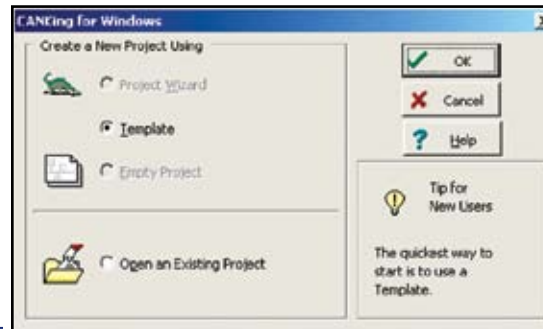 CANKing for Windows
Create a New Project Using
Project Wizard
Template
Empty Project
Open an Existing Project
OK
Cancel
Help
Tip for
New Users
The quickest way to
start is to use a
Template.